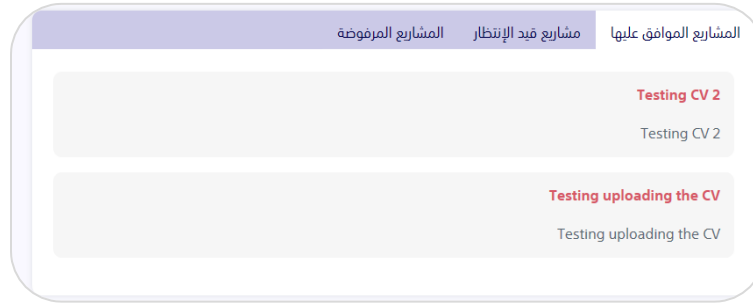 المشاريع الموافق عليها
مشاريع قيد الإنتظار
المشاريع المرفوضة
Testing CV 2
Testing CV 2
Testing uploading the CV
Testing uploading the CV